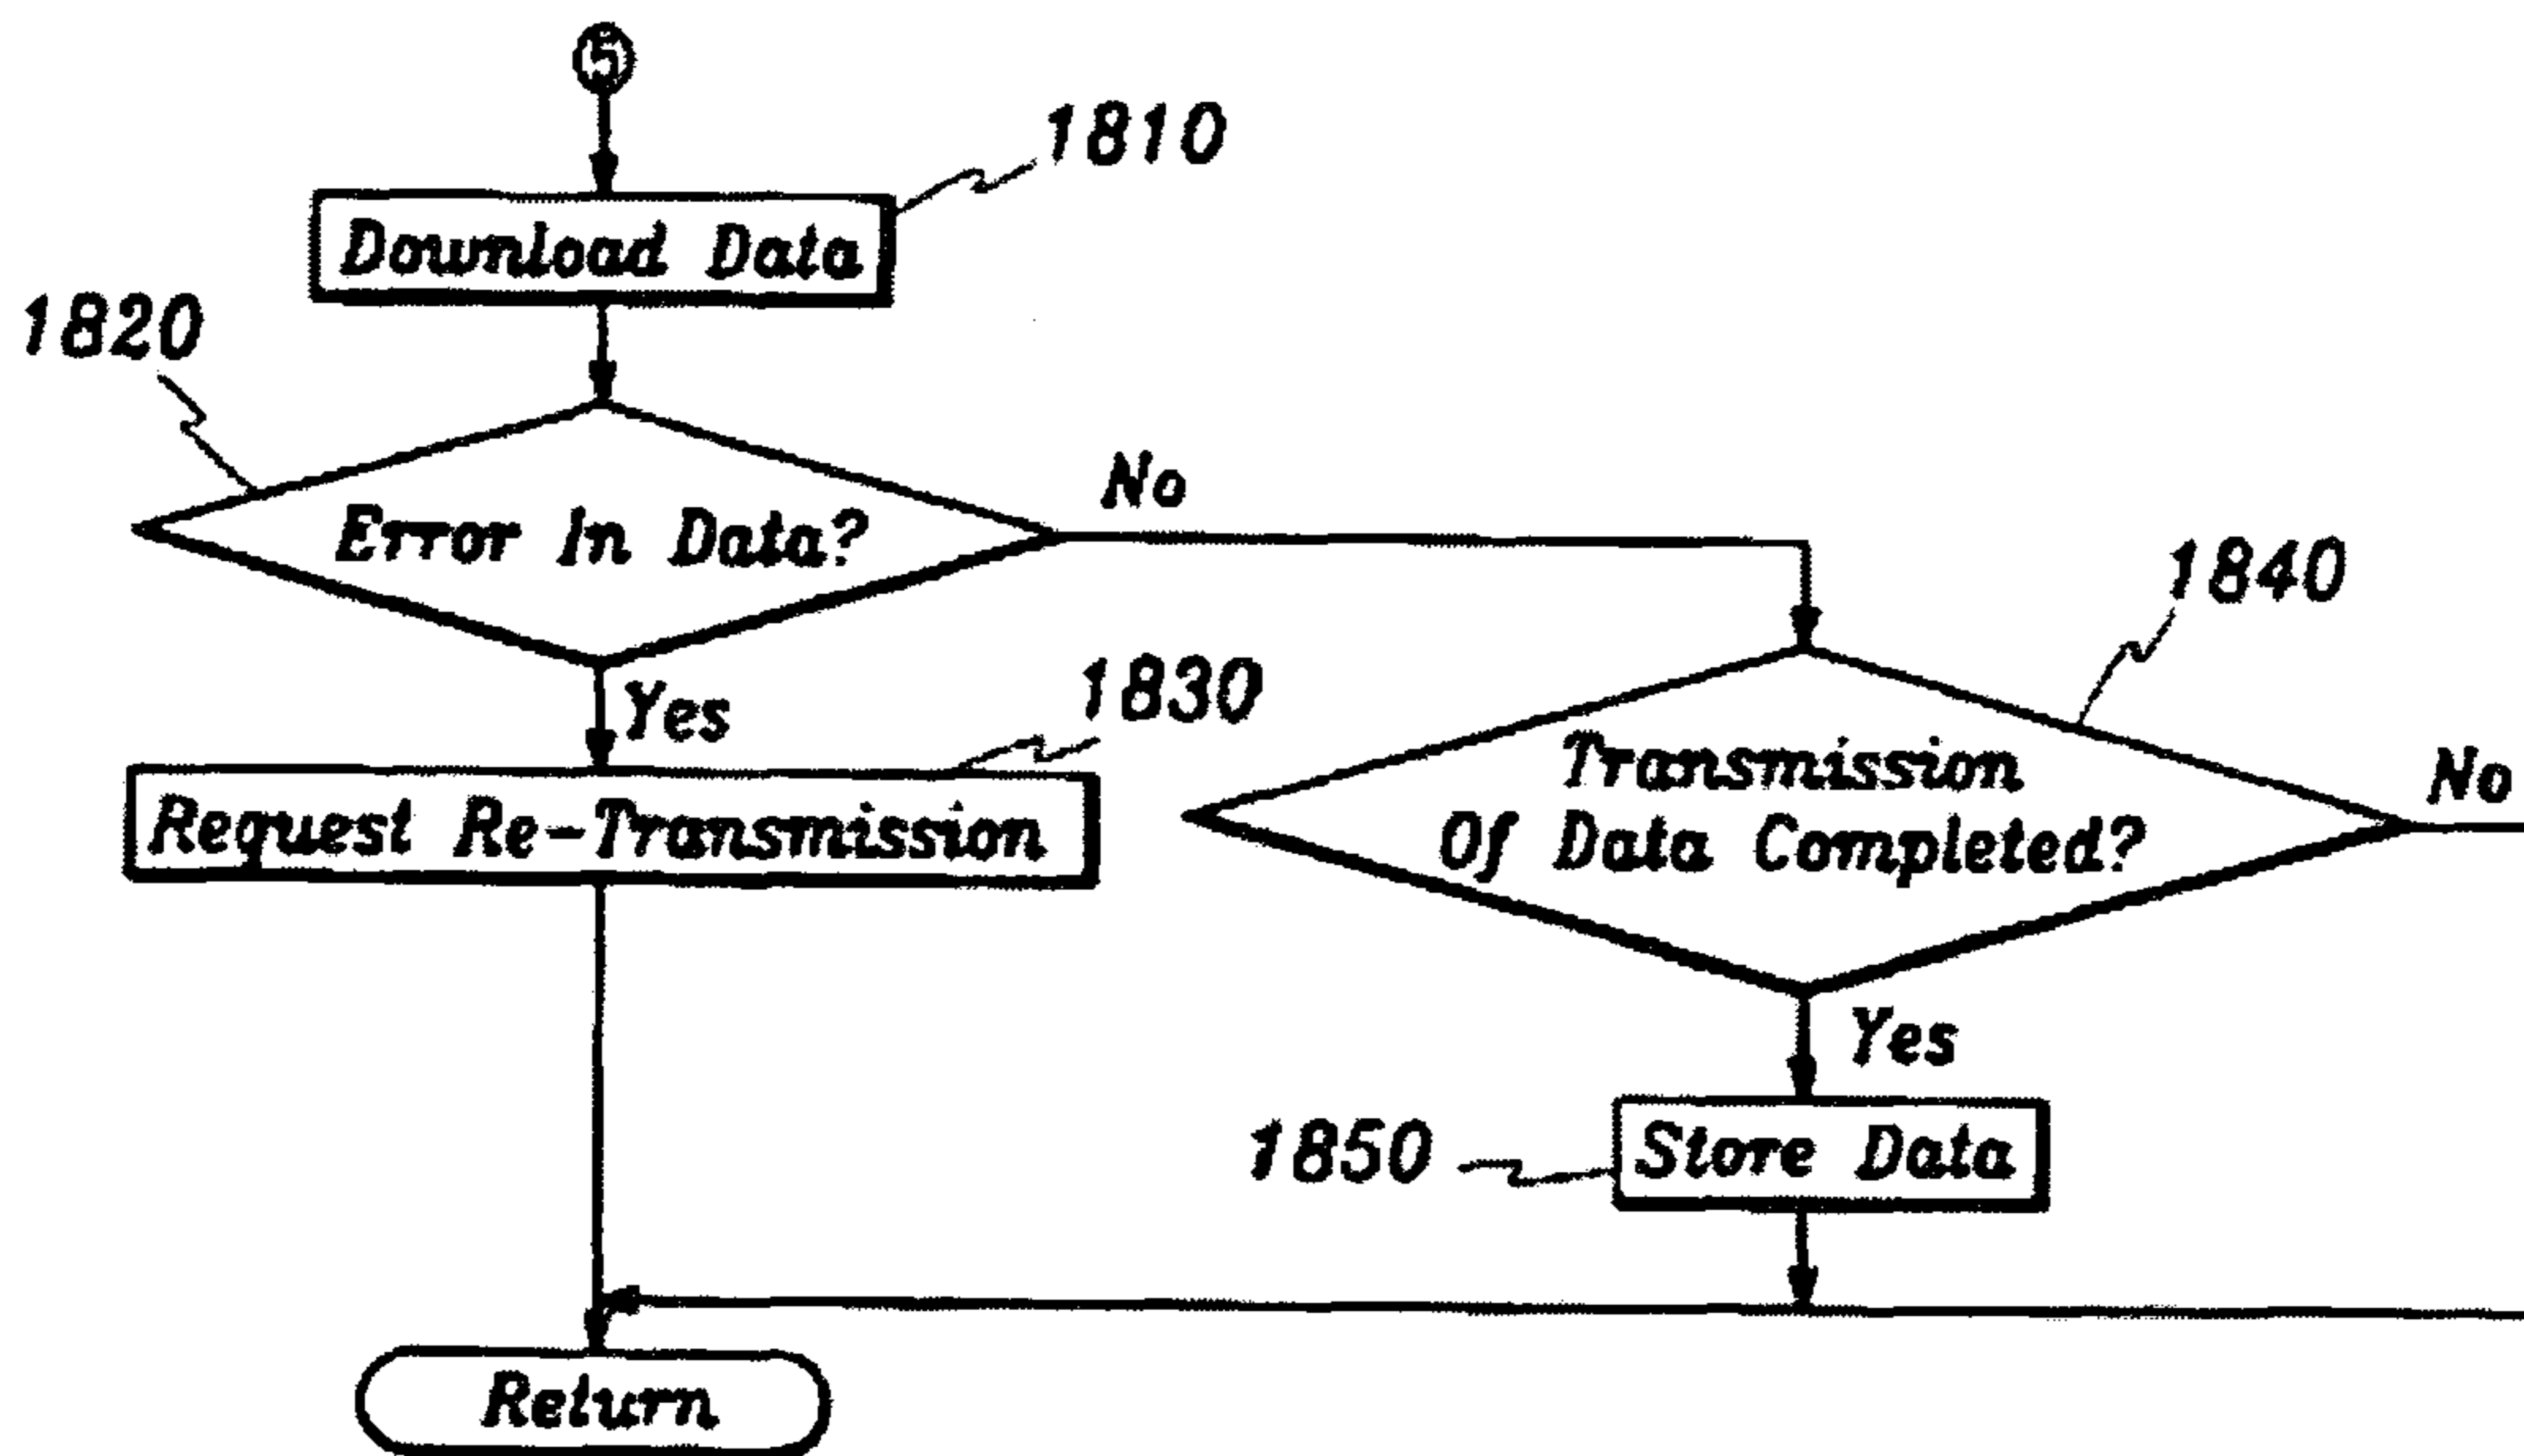 5
1810
Download Data
1820
Error In Data?
No
Yes
1830
Request Re-Transmission
1840
Transmission
Of Data Completed?
No
Yes
1850
Store Data
Return